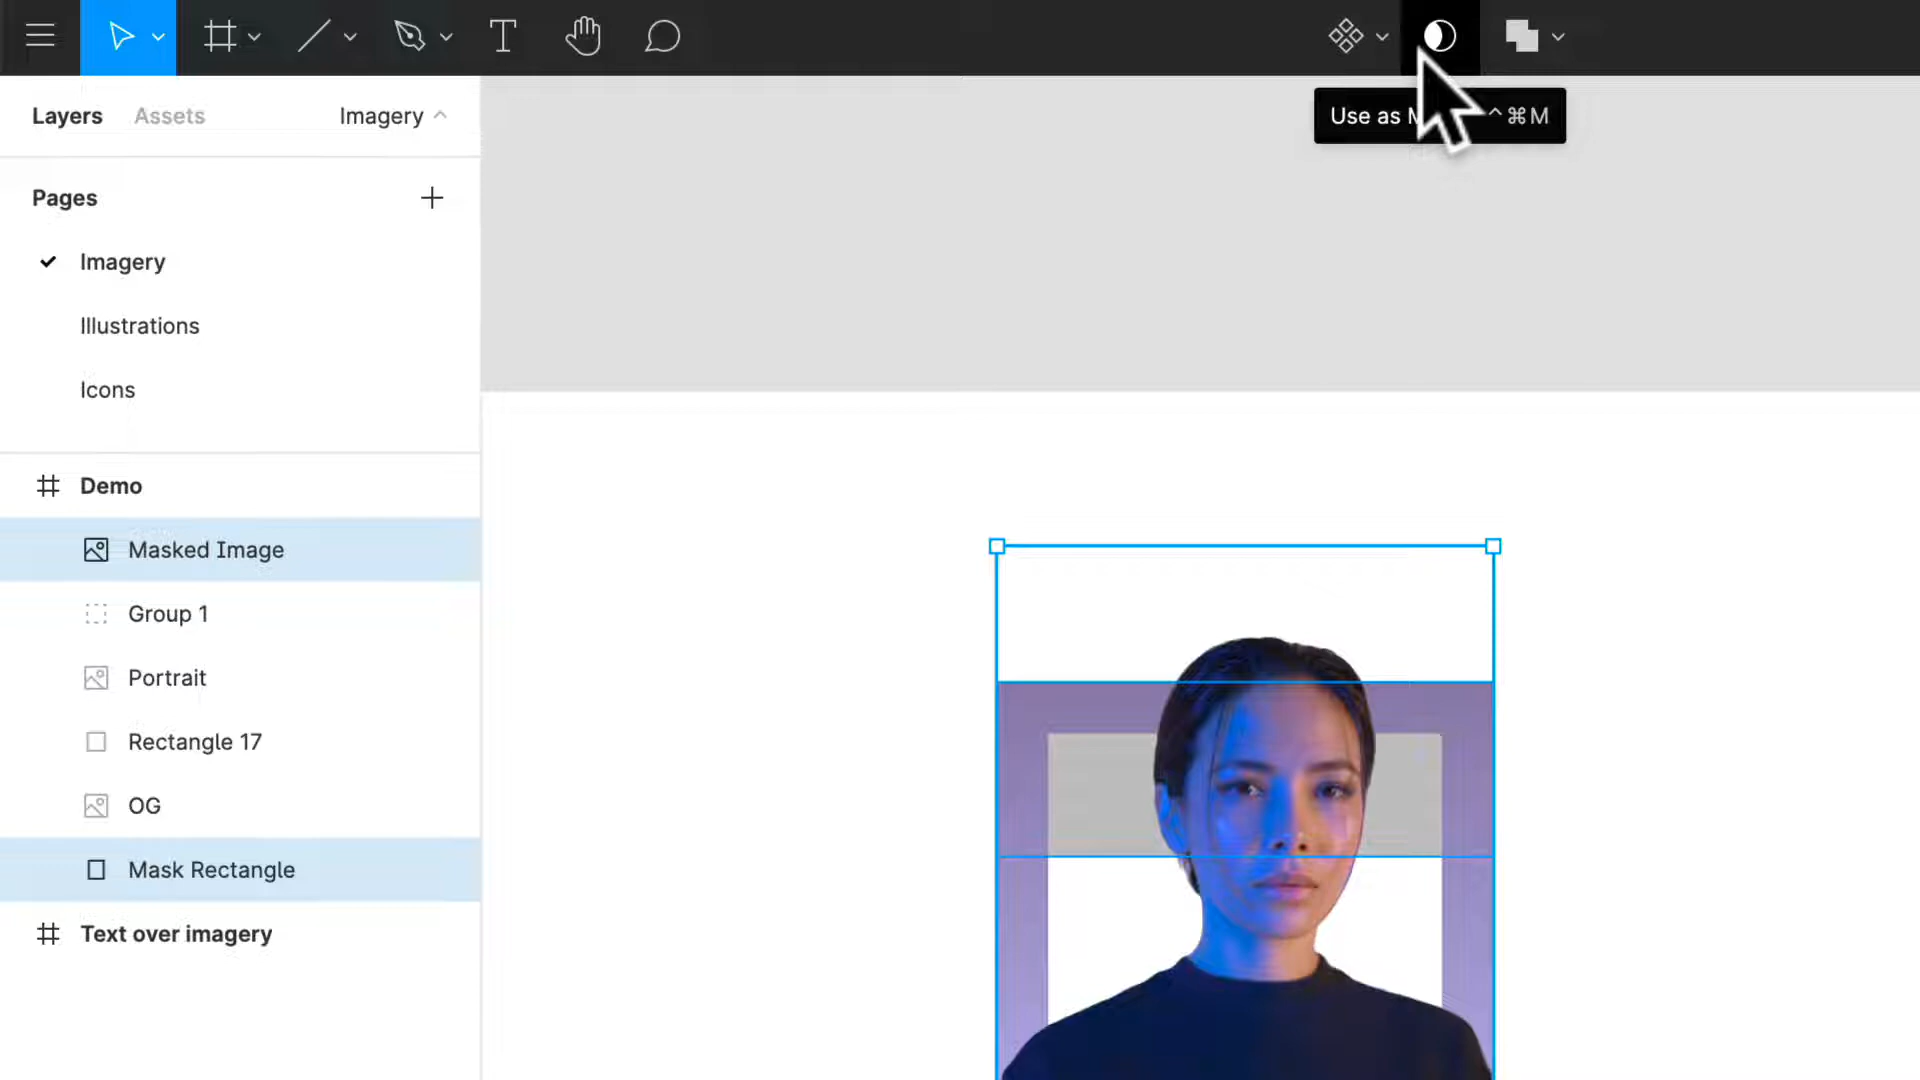 T
Use as M ^⌘M
Layers Assets Imagery
Pages
Imagery
Illustrations
Icons
Demo
Masked Image
Group 1
Portrait
Rectangle 17
OG
Mask Rectangle
Text over imagery